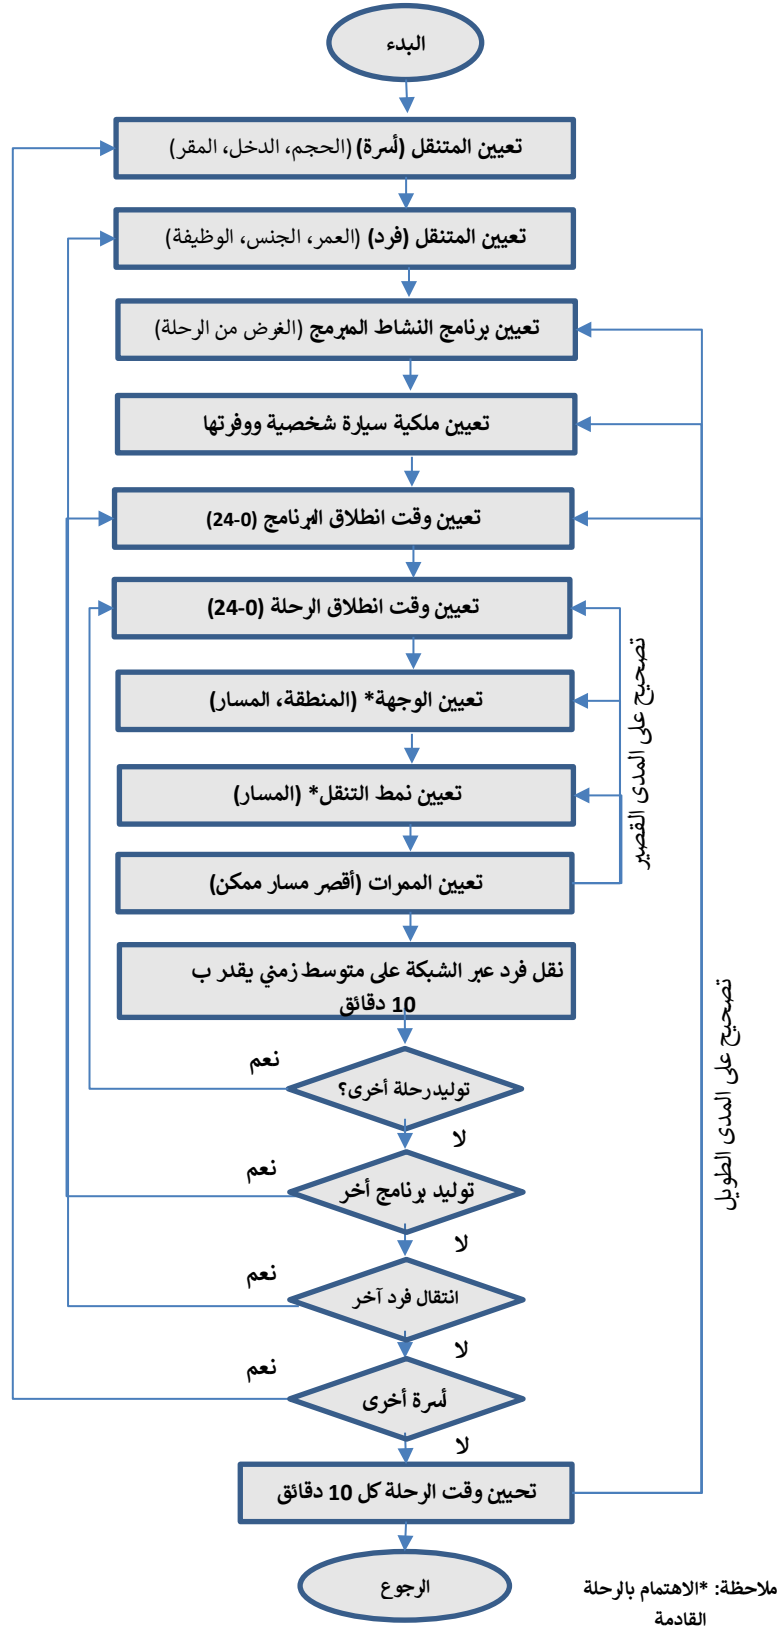 البدء
تعيين المتنقل (أسرة) (الحجم، الدخل، المقر)
تعيين المتنقل (فرد) (العمر، الجنس، الوظيفة)
تعيين برنامج النشاط المبرمج (الغرض من الرحلة)
تعيين ملكية سيارة شخصية ووفرتها
تعيين وقت انطلاق البرنامج (0-24)
تعيين وقت انطلاق الرحلة (0-24)
تعيين الوجهة* (المنطقة، المسار)
تعيين نمط التنقل* (المسار)
تعيين الممرات (أقصر مسار ممكن)
تصحيح على المدى القصير
نقل فرد عبر الشبكة على متوسط زمني يقدر ب
10 دقائق
تصحيح على المدى الطويل
نعم
توليدرحلة أخرى؟
لا
نعم
توليد برنامج أخر
لا
نعم
انتقال فرد آخر
لا
نعم
أسرة أخرى
لا
تحيين وقت الرحلة كل 10 دقائق
الرجوع
ملاحظة: *الاهتمام بالرحلة
القادمة